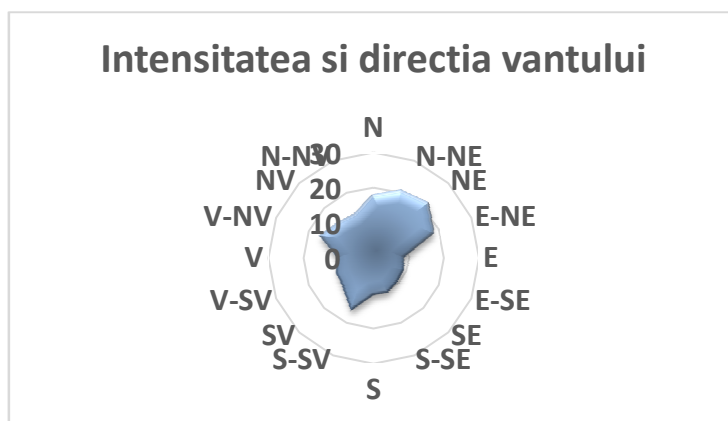 Intensitatea si directia vantului
N
N-NE
NE
E-NE
E
E-SE
SE
S-SE
S
S-SV
SV
V-SV
V
V-NV
NV
N-NV
30
20
10
0